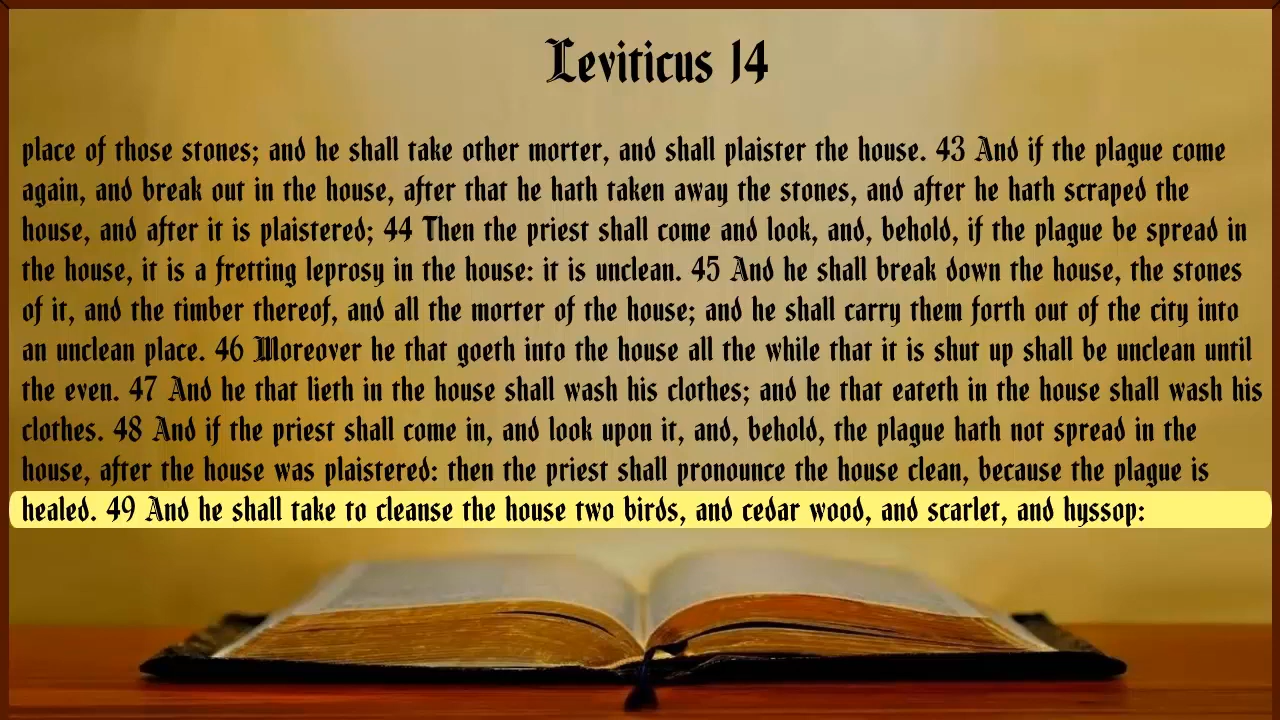 Leviticus 14
place of those stones; and he shall take other morter, and shall plaister the house. 43 And if the plague come
again, and break out in the house, after that he hath taken away the stones, and after he hath scraped the
house, and after it is plaistered; 44 Then the priest shall come and look, and, behold, if the plague be spread in
the house, it is a fretting leprosy in the house: it is unclean. 45 And he shall break down the house, the stones
of it, and the timber thereof, and all the morter of the house; and he shall carry them forth out of the city into
an unclean place. 46 Moreover he that goeth into the house all the while that it is shut up shall be unclean until
the even. 47 And he that lieth in the house shall wash his clothes; and he that eateth in the house shall wash his
clothes. 48 And if the priest shall come in, and look upon it, and, behold, the plague hath not spread in the
house, after the house was plaistered: then the priest shall pronounce the house clean, because the plague is
healed. 49 And he shall take to cleanse the house two birds, and cedar wood, and scarlet, and hyssop: